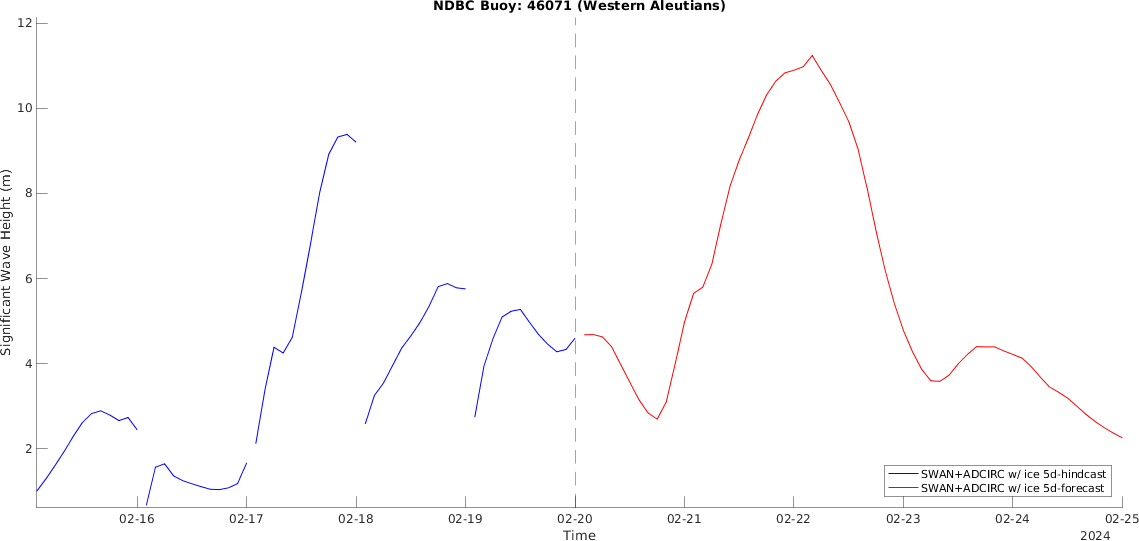 NDBC Buoy: 46071 (Western Aleutians)
12
10
8
6
4
2
Significant Wave Height (m)
SWAN+ADCIRC w/ ice 5d-hindcast
SWAN+ADCIRC w/ ice 5d-forecast
02-16 02-17 02-18 02-19 02-20 02-21 02-22 02-23 02-24 02-25
Time
2024